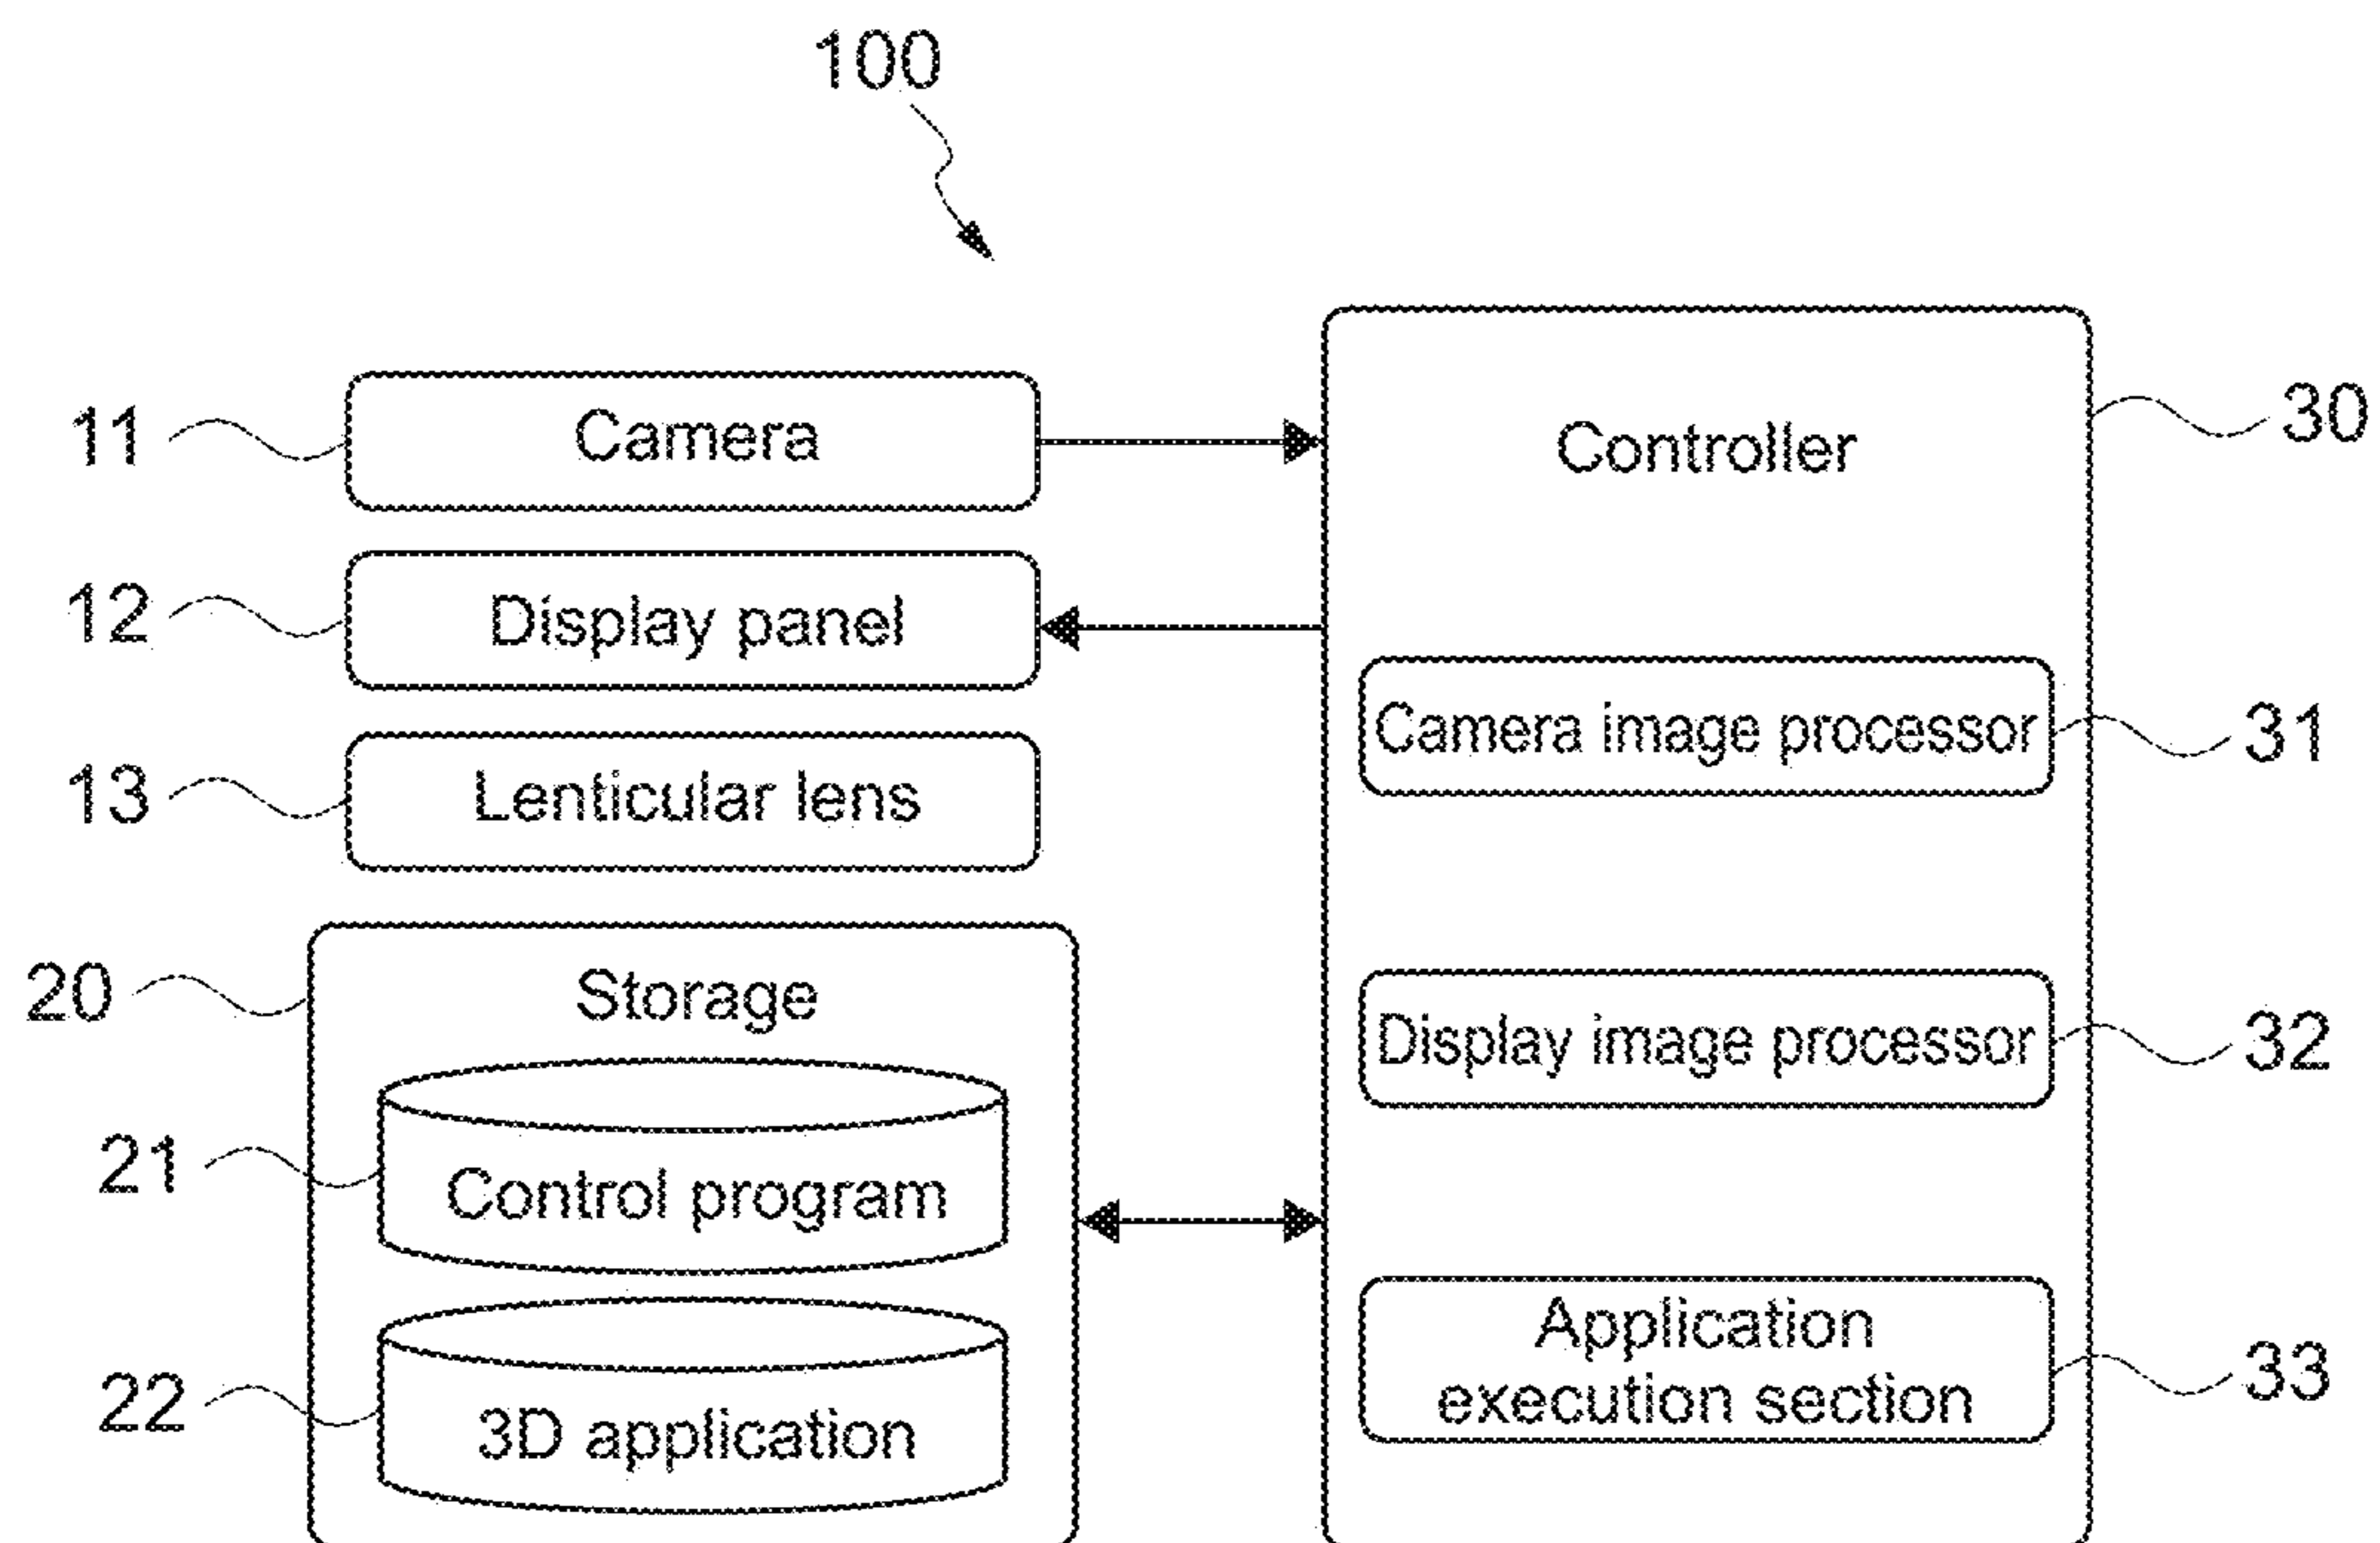 100
11
Camera
Controller
30
12
Display panel
13
Lenticular lens
Camera image processor
31
20
Storage
Display image processor
32
21
Control program
22
3D application
Application
execution section
33